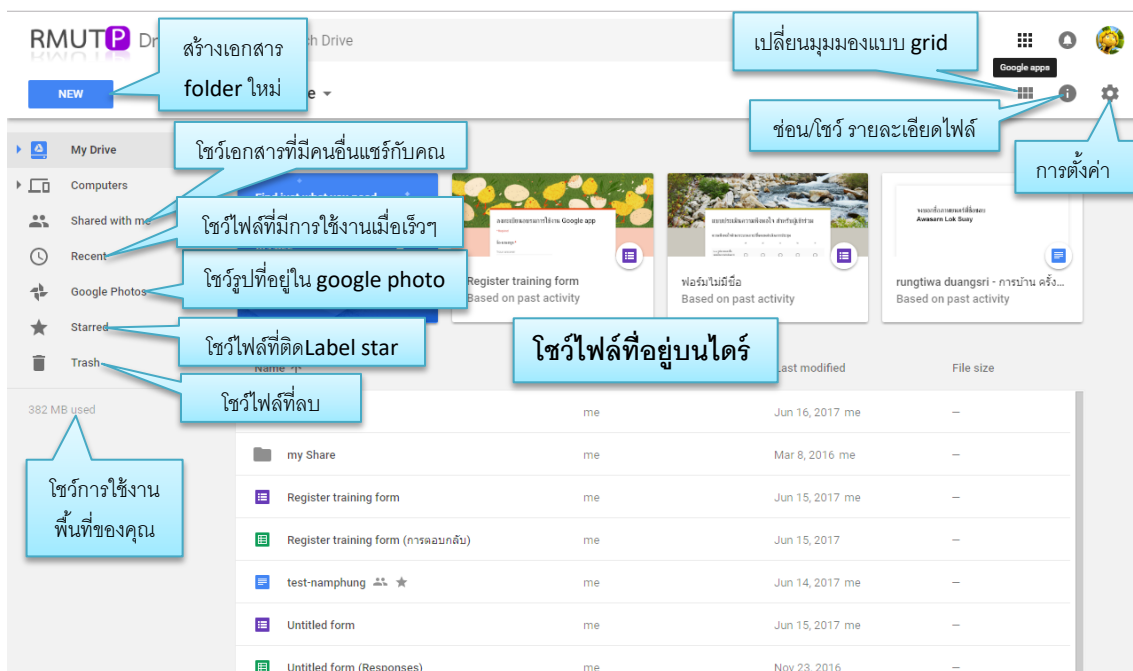 RMUTP Dr
สร้างเอกสาร
folder ใหม่
ch Drive
เปลี่ยนมุมมองแบบ grid
Google apps
NEW
ซ่อน/โชว์ รายละเอียดไฟล์
การตั้งค่า
My Drive
โชว์เอกสารที่มีคนอื่นแชร์กับคุณ
Computers
Shared with me
โชว์ไฟล์ที่มีการใช้งานเมื่อเร็วๆ
Recent
Google Photos
โชว์รูปที่อยู่ใน google photo
Starred
โชว์ไฟล์ที่ติดLabel star
Trash
โชว์ไฟล์ที่ลบ
382 MB used
โชว์การใช้งาน
พื้นที่ของคุณ
Awasarn Lok Suay
Register training form
Based on past activity
ฟอร์มไม่มีชื่อ
Based on past activity
rungtiwa duangsri - การบ้าน ครั้ง...
Based on past activity
โชว์ไฟล์ที่อยู่บนไดร์
Name
Last modified
File size
me Jun 16, 2017 me –
my Share me Mar 8, 2016 me –
Register training form me Jun 15, 2017 me –
Register training form (การตอบกลับ) me Jun 15, 2017 –
test-namphung me Jun 14, 2017 me –
Untitled form me Jun 15, 2017 me –
Untitled form (Responses) me Nov 23, 2016 –